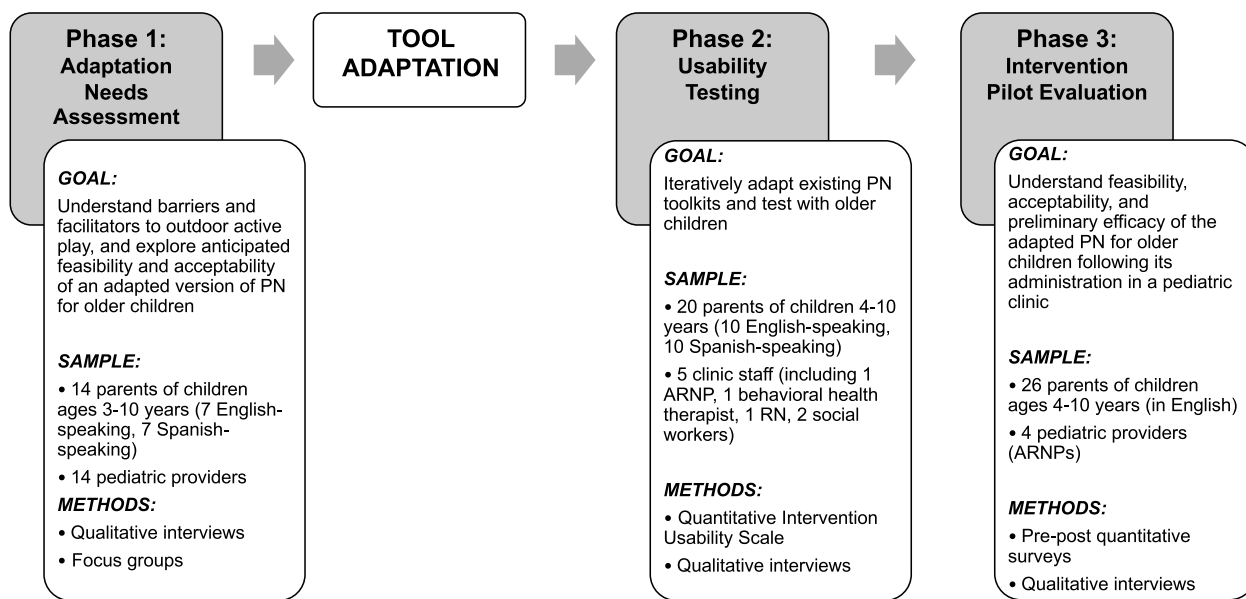 Phase 1:
Adaptation
Needs
Assessment
GOAL:
Understand barriers and
facilitators to outdoor active
play, and explore anticipated
feasibility and acceptability
of an adapted version of PN
for older children
SAMPLE:
• 14 parents of children
ages 3-10 years (7 English-
speaking, 7 Spanish-
speaking)
• 14 pediatric providers
METHODS:
• Qualitative interviews
• Focus groups
TOOL
ADAPTATION
Phase 2:
Usability
Testing
GOAL:
Iteratively adapt existing PN
toolkits and test with older
children
SAMPLE:
• 20 parents of children 4-10
years (10 English-speaking,
10 Spanish-speaking)
• 5 clinic staff (including 1
ARNP, 1 behavioral health
therapist, 1 RN, 2 social
workers)
METHODS:
• Quantitative Intervention
Usability Scale
• Qualitative interviews
Phase 3:
Intervention
Pilot Evaluation
GOAL:
Understand feasibility,
acceptability, and
preliminary efficacy of the
adapted PN for older
children following its
administration in a pediatric
clinic
SAMPLE:
• 26 parents of children
ages 4-10 years (in English)
• 4 pediatric providers
(ARNPs)
METHODS:
• Pre-post quantitative
surveys
• Qualitative interviews